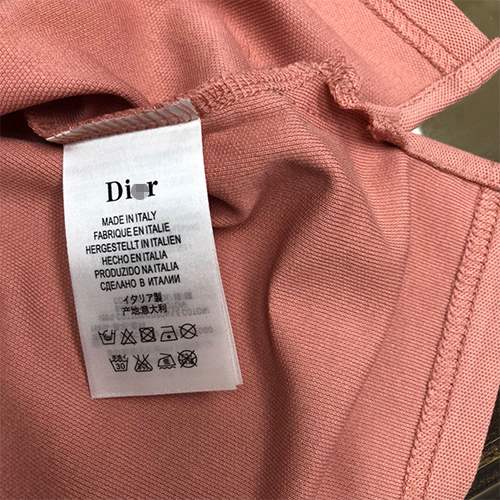 Dior
MADE IN ITALY
FABRIQUE EN ITALIE
HERGESTELLT IN ITALIEN
HECHO EN ITALIA
PRODUZIDO NA ITALIA
СДЕЛАНО В ИТАЛИИ
イタリア製
产地意大利
30